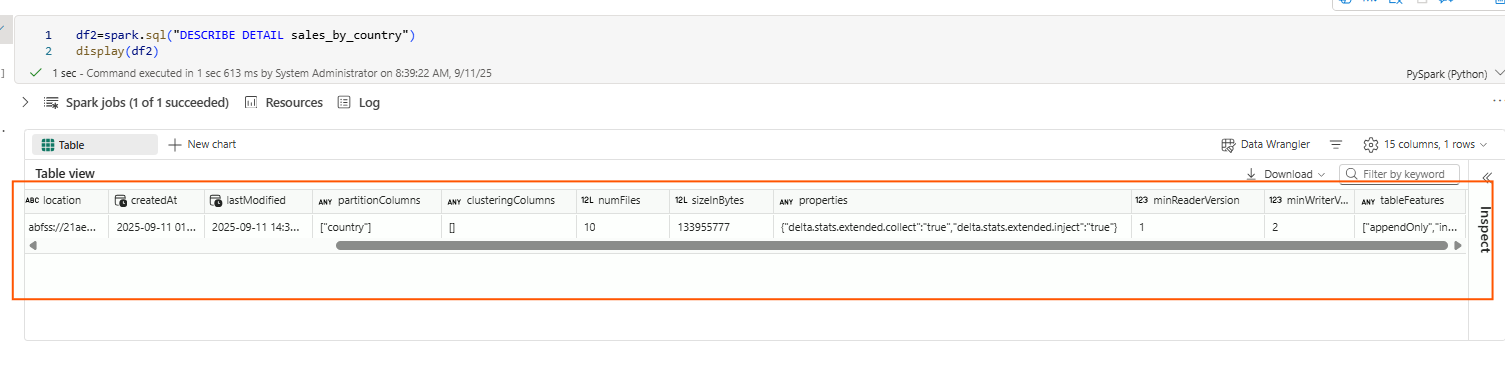 1 df2=spark.sql("DESCRIBE DETAIL sales_by_country")
2 display(df2)
1 sec - Command executed in 1 sec 613 ms by System Administrator on 8:39:22 AM, 9/11/25
PySpark (Python)
Spark jobs (1 of 1 succeeded) Resources Log
Table New chart Data Wrangler 15 columns, 1 rows
Table view Download Filter by keyword
ABC location createdAt lastModified ANY partitionColumns ANY clusteringColumns 12L numFiles 12L sizeInBytes ANY properties 123 minReaderVersion 123 minWriterV... ANY tableFeatures
abfss://21ae... 2025-09-11 01... 2025-09-11 14:3... ["country"] [] 10 133955777 {"delta.stats.extended.collect":"true","delta.stats.extended.inject":"true"} 1 2 ["appendOnly","in...
Inspect